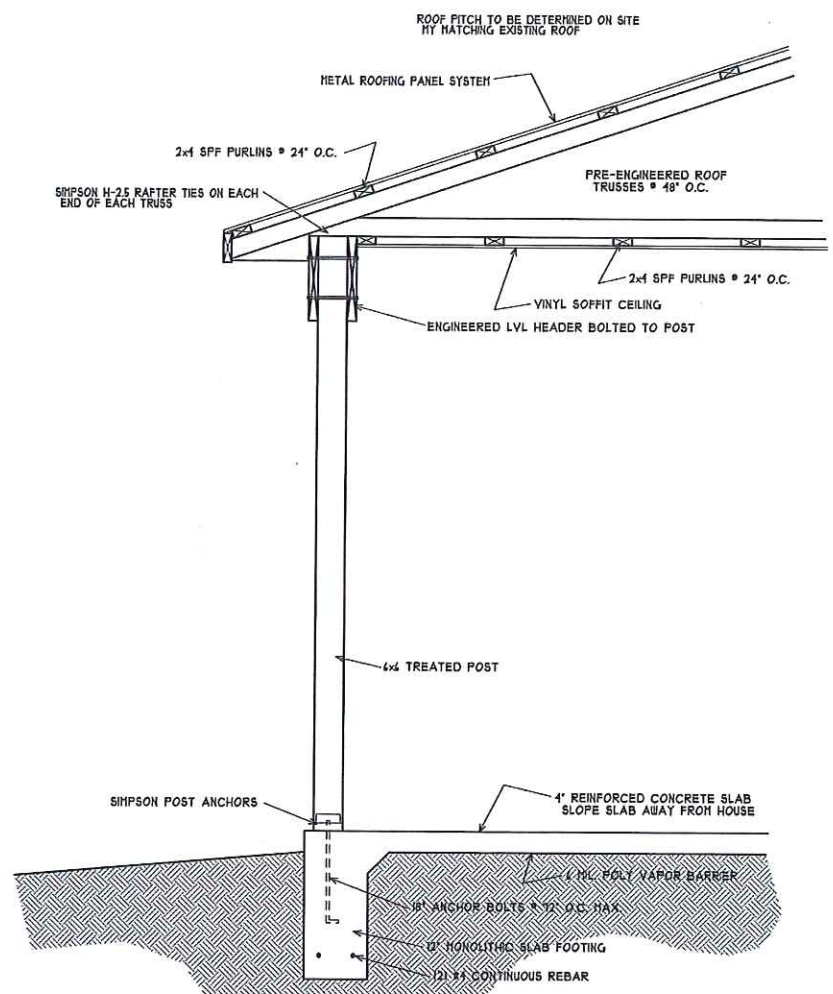 ROOF PITCH TO BE DETERMINED ON SITE
MY MATCHING EXISTING ROOF
METAL ROOFING PANEL SYSTEM
2x4 SPF PURLINS @ 24" O.C.
PRE-ENGINEERED ROOF
TRUSSES @ 48" O.C.
SIMPSON H-2.5 RAFTER TIES ON EACH
END OF EACH TRUSS
2x4 SPF PURLINS @ 24" O.C.
VINYL SOFFIT CEILING
ENGINEERED LVL HEADER BOLTED TO POST
6x6 TREATED POST
SIMPSON POST ANCHORS
4" REINFORCED CONCRETE SLAB
SLOPE SLAB AWAY FROM HOUSE
6 MIL. POLY VAPOR BARRIER
18" ANCHOR BOLTS @ 72" O.C. MAX.
12" MONOLITHIC SLAB FOOTING
(2) #4 CONTINUOUS REBAR